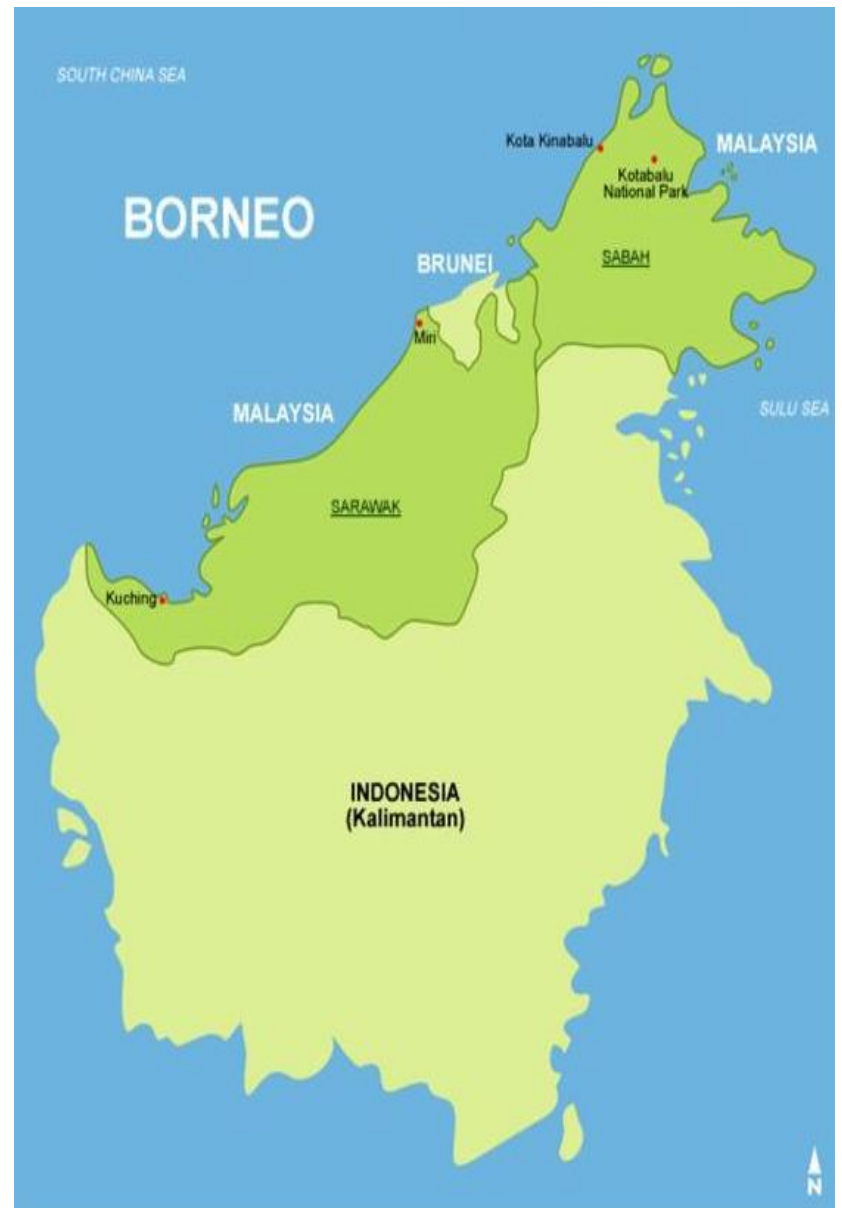 SOUTH CHINA SEA
Kota Kinabalu
MALAYSIA
Kotabalu
National Park
BORNEO
SABAH
BRUNEI
Miri
MALAYSIA
SULU SEA
SARAWAK
Kuching
INDONESIA
(Kalimantan)
N